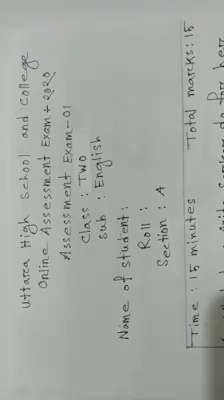 Uttara High School and college
Online Assessment Exam - 2020
Assessment Exam-01
Class : Two
Sub : English
Name of student :
Roll :
Section : A
Time : 15 minutes Total marcks : 15